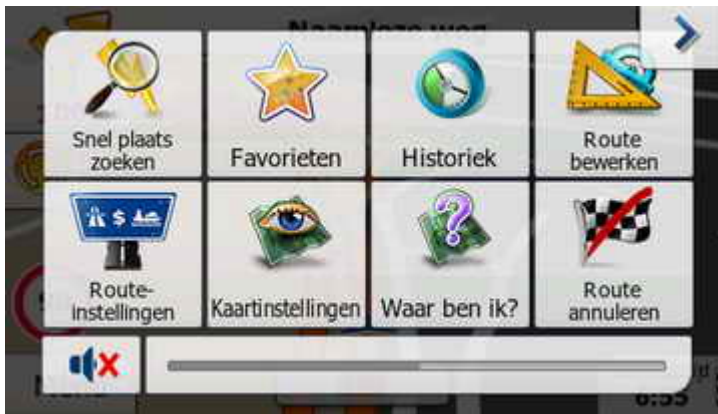 Naamloze weg
Snel plaats
zoeken
Favorieten
Historiek
Route
bewerken
$
Route-
instellingen
Kaartinstellingen
Waar ben ik?
Route
annuleren
Menu
6:55